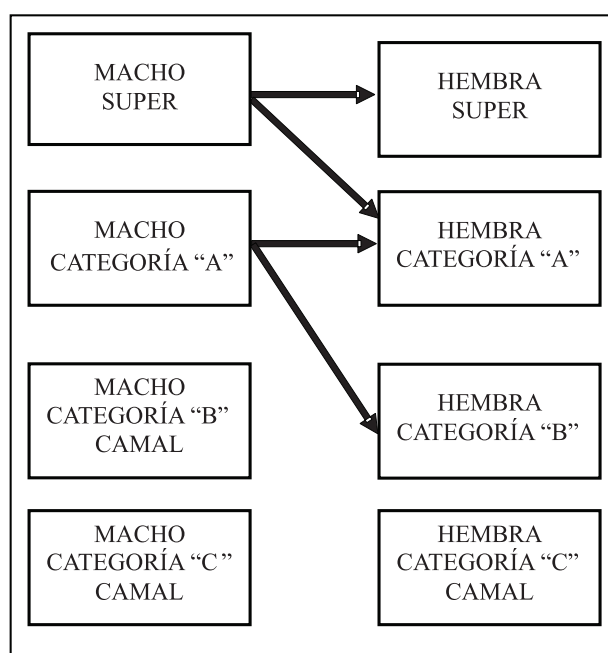 MACHO
SUPER
HEMBRA
SUPER
MACHO
CATEGORÍA “A”
HEMBRA
CATEGORÍA “A”
MACHO
CATEGORÍA “B”
CAMAL
HEMBRA
CATEGORÍA “B”
MACHO
CATEGORÍA “C”
CAMAL
HEMBRA
CATEGORÍA “C”
CAMAL